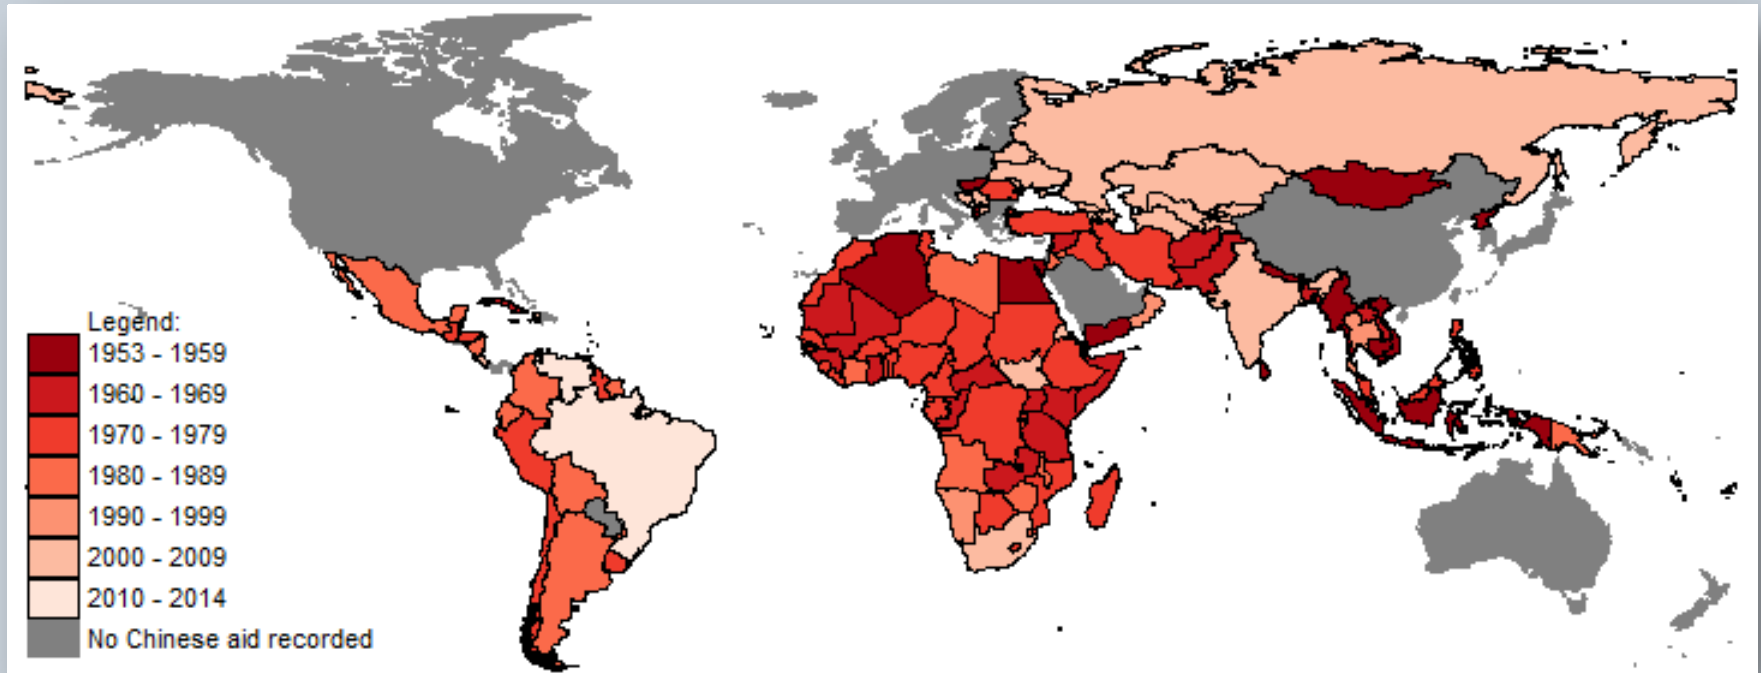 Legend:
1953 - 1959
1960 - 1969
1970 - 1979
1980 - 1989
1990 - 1999
2000 - 2009
2010 - 2014
No Chinese aid recorded